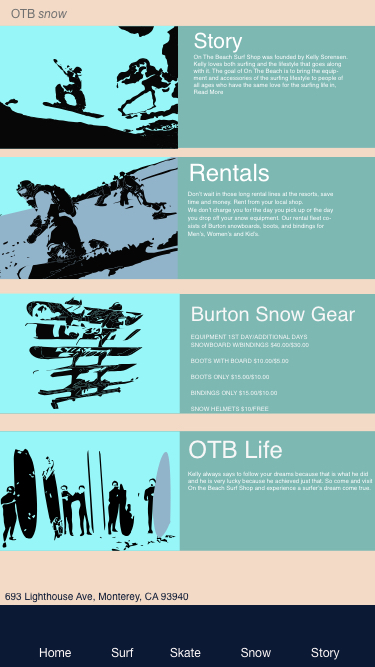 OTB snow
Story
On The Beach Surf Shop was founded by Kelly Sorensen.
Kelly loves both surfing and the lifestyle that goes along
with it. The goal of On The Beach is to bring the equip-
ment and accessories of the surfing lifestyle to people of
all ages who have the same love for the surfing life in,
Read More
Rentals
Don't wait in those long rental lines at the resorts, save
time and money. Rent from your local shop.
We don't charge you for the day you pick up or the day
you drop off your snow equipment. Our rental fleet co-
sists of Burton snowboards, boots, and bindings for
Men's, Women's and Kid's.
Burton Snow Gear
EQUIPMENT 1ST DAY/ADDITIONAL DAYS
SNOWBOARD W/BINDINGS $40.00/$30.00
BOOTS WITH BOARD $10.00/$5.00
BOOTS ONLY $15.00/$10.00
BINDINGS ONLY $15.00/$10.00
SNOW HELMETS $10/FREE
OTB Life
Kelly always says to follow your dreams because that is what he did
and he is very lucky because he achieved just that. So come and visit
On the Beach Surf Shop and experience a surfer's dream come true.
693 Lighthouse Ave, Monterey, CA 93940
Home Surf Skate Snow Story